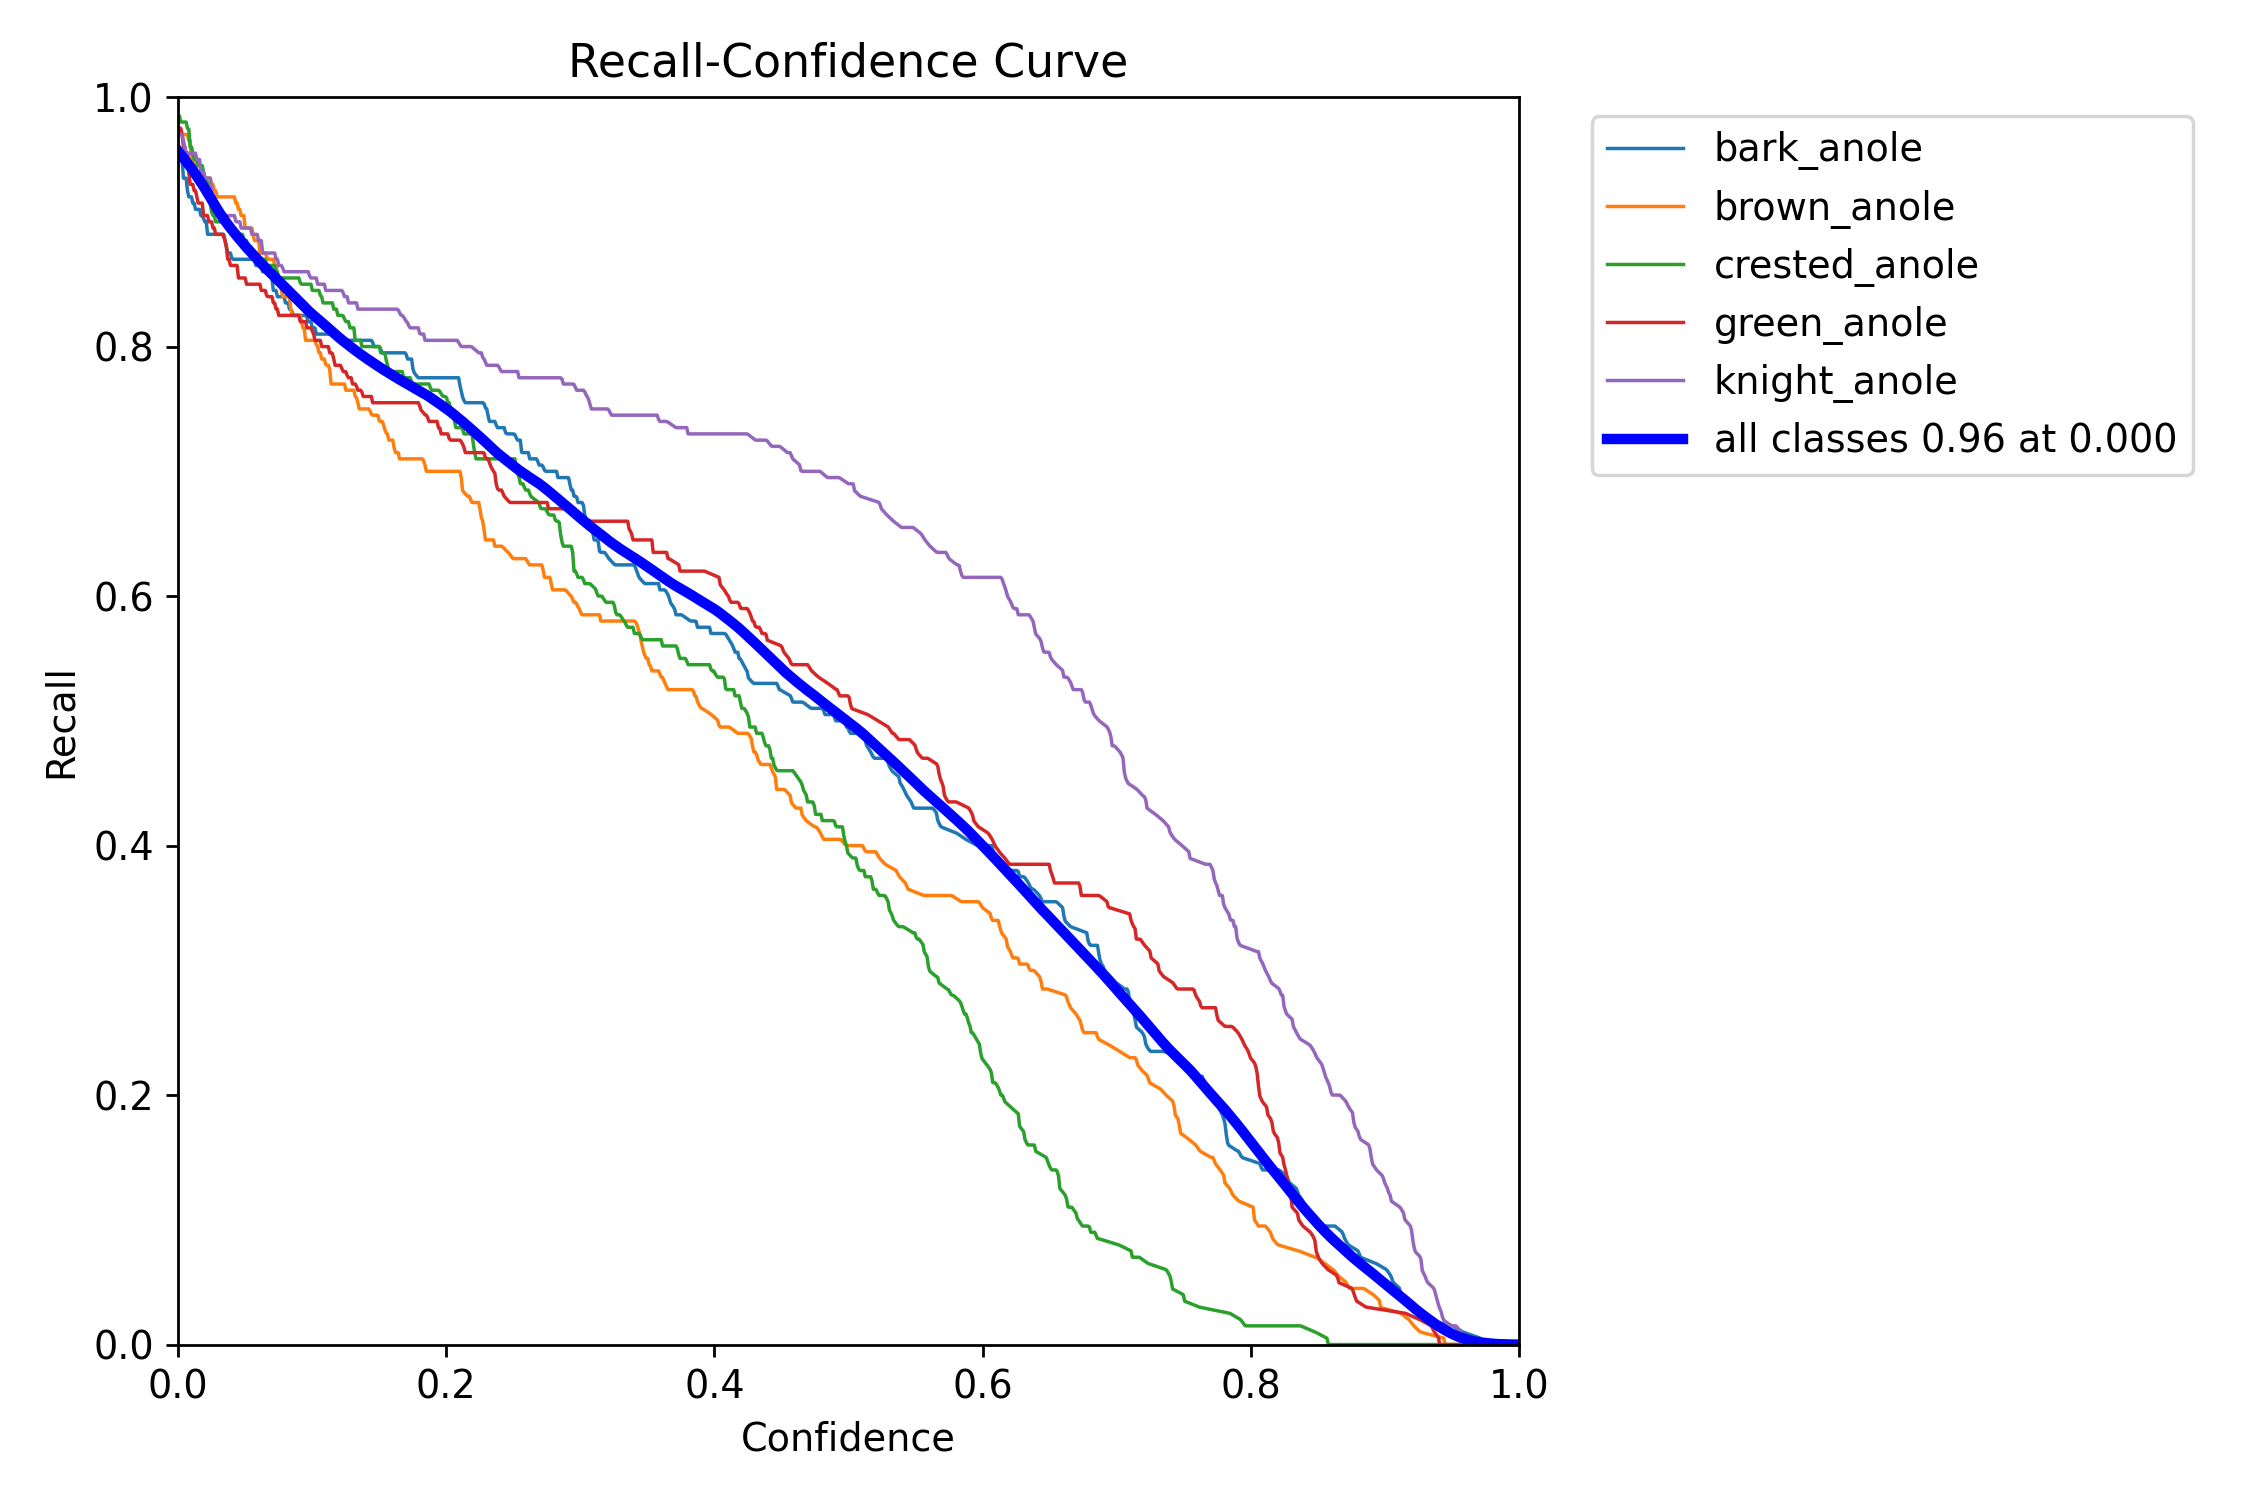 Recall-Confidence Curve
1.0
0.8
0.6
0.4
0.2
0.0
Recall
0.0 0.2 0.4 0.6 0.8 1.0
Confidence
bark_anole
brown_anole
crested_anole
green_anole
knight_anole
all classes 0.96 at 0.000